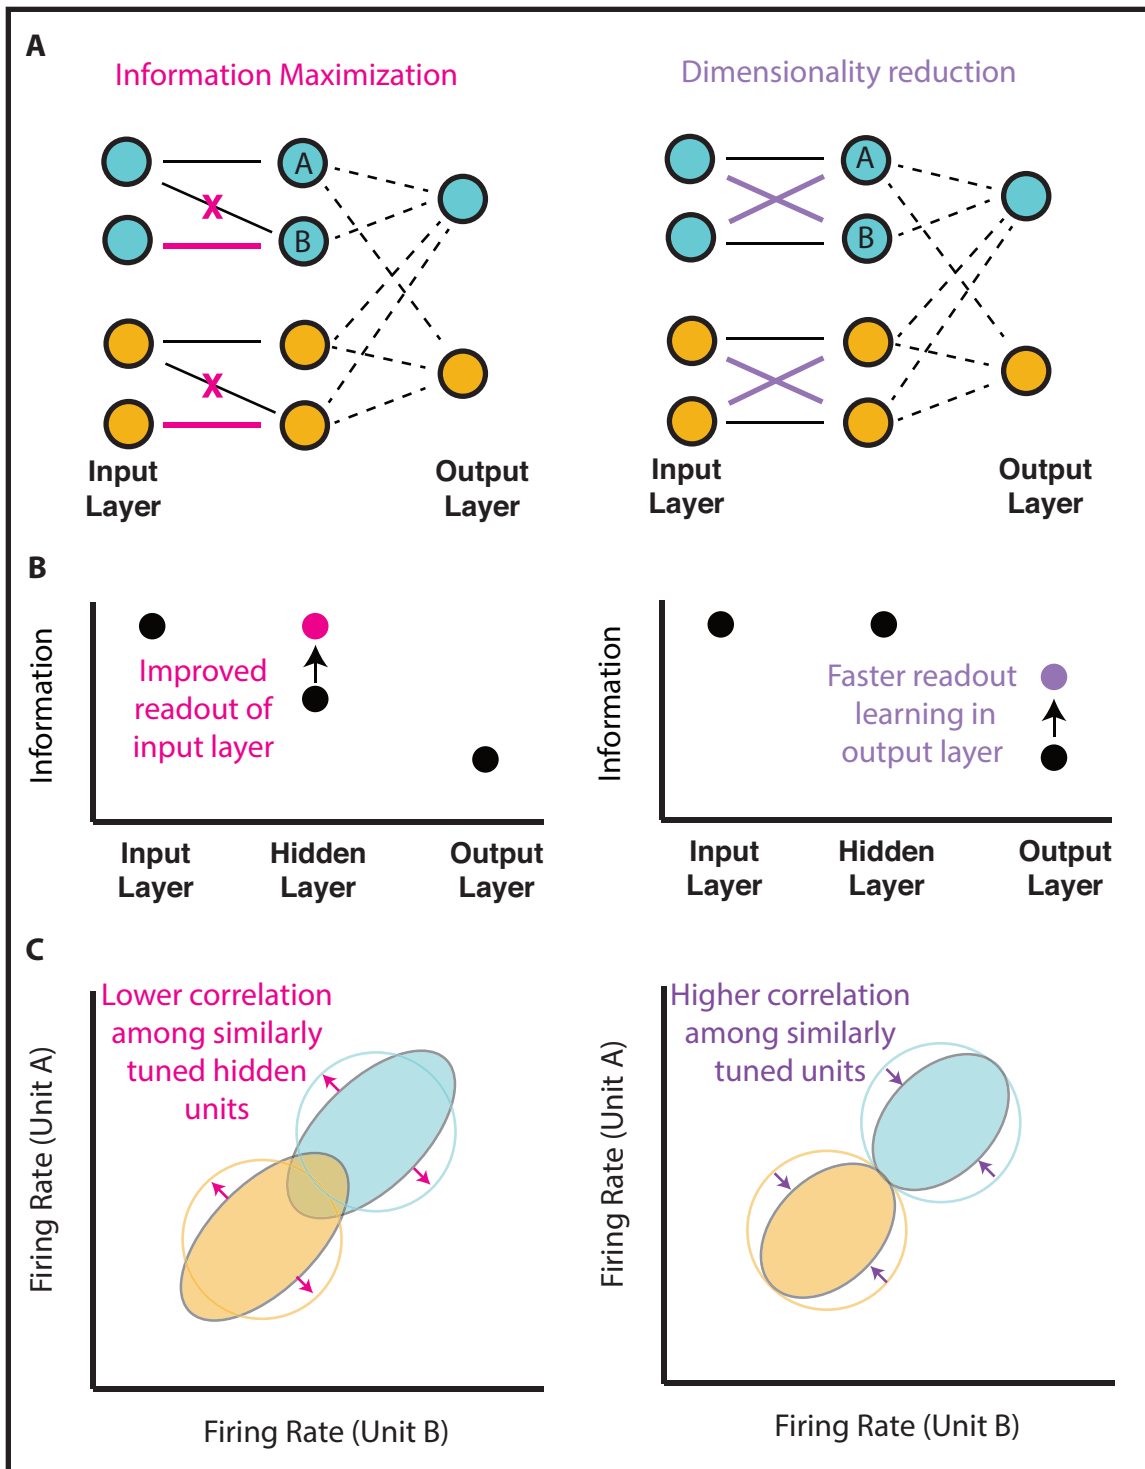 A
Information Maximization
Dimensionality reduction
A
B
X
X
A
B
Input
Layer
Output
Layer
Input
Layer
Output
Layer
B
Information
Improved
readout of
input layer
Input
Layer
Hidden
Layer
Output
Layer
Information
Faster readout
learning in
output layer
Input
Layer
Hidden
Layer
Output
Layer
C
Firing Rate (Unit A)
Lower correlation
among similarly
tuned hidden
units
Firing Rate (Unit B)
Firing Rate (Unit A)
Higher correlation
among similarly
tuned units
Firing Rate (Unit B)